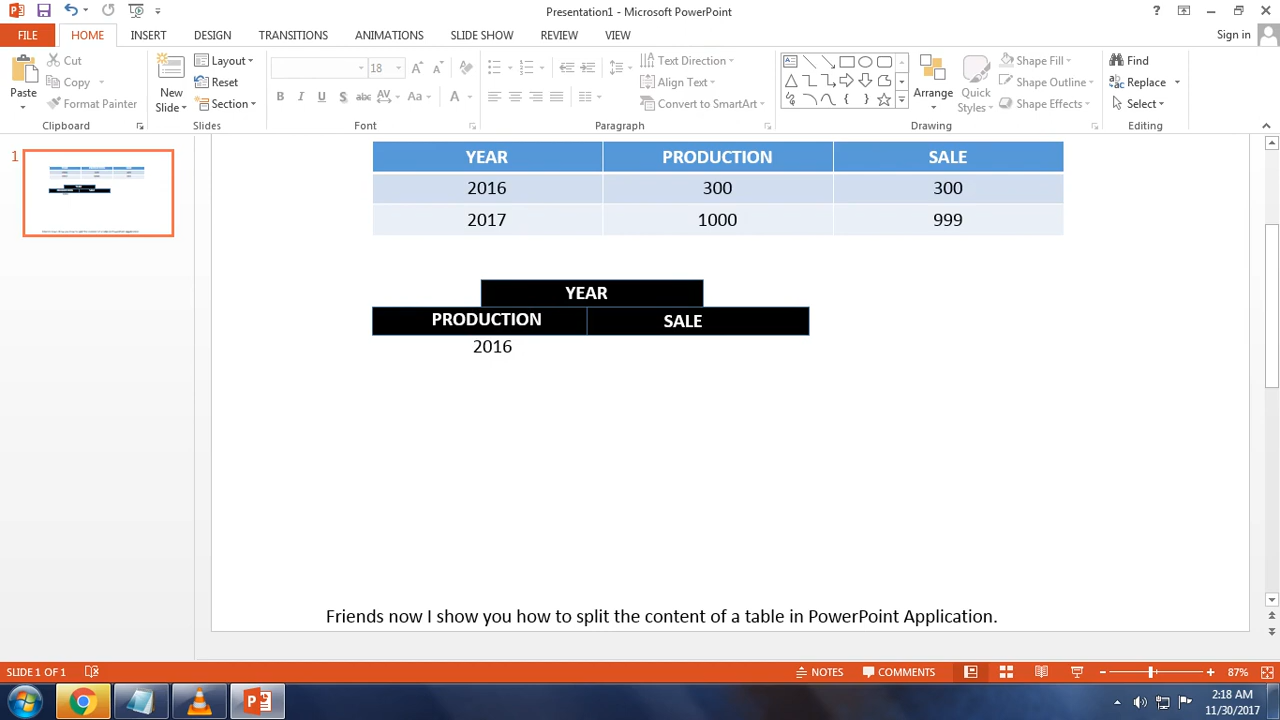 Presentation1 - Microsoft PowerPoint
FILE HOME INSERT DESIGN TRANSITIONS ANIMATIONS SLIDE SHOW REVIEW VIEW Sign in
Paste
Cut
Copy
Format Painter
Clipboard
New Slide
Layout
Reset
Section
Slides
18
Font
Text Direction
Align Text
Convert to SmartArt
Paragraph
Arrange
Quick Styles
Shape Fill
Shape Outline
Shape Effects
Drawing
Find
Replace
Select
Editing
1
YEAR PRODUCTION SALE
2016 300 300
2017 1000 999
YEAR
PRODUCTION SALE
2016
Friends now I show you how to split the content of a table in PowerPoint Application.
SLIDE 1 OF 1 NOTES COMMENTS 87%
2:18 AM
11/30/2017